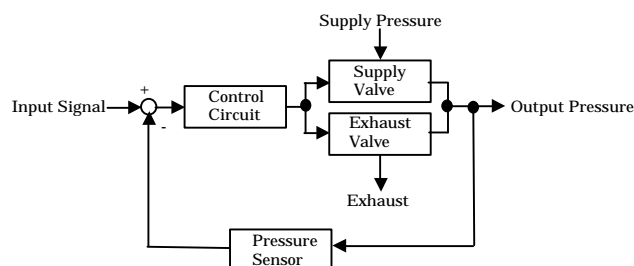 Supply Pressure
Supply
Valve
+
Input Signal
Control
Circuit
Output Pressure
-
Exhaust
Valve
Exhaust
Pressure
Sensor